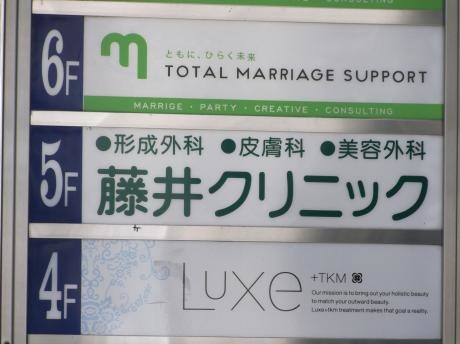 CONSULTING
6F
ともに、ひらく未来
TOTAL MARRIAGE SUPPORT
MARRIGE・PARTY・CREATIVE・CONSULTING
5F
●形成外科 ●皮膚科 ●美容外科
藤井クリニック
4F
Luxe +TKM
Our mission is to bring out your holistic beauty
to match your outward beauty.
Luxe+tkm treatment makes that goal a reality.